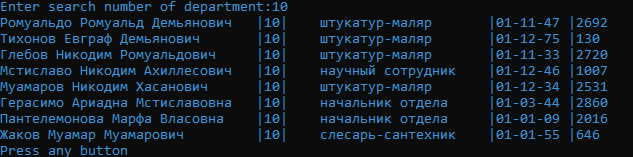 Enter search number of department:10
Ромуальдо Ромуальд Демьянович   |10|    штукатур-маляр      |01-11-47 |2692
Тихонов Евграф Демьянович       |10|    штукатур-маляр      |01-12-75 |130
Глебов Никодим Ромуальдович     |10|    штукатур-маляр      |01-11-33 |2720
Мстиславо Никодим Ахиллесович   |10|    научный сотрудник   |01-12-46 |1007
Муамаров Никодим Хасанович      |10|    штукатур-маляр      |01-12-34 |2531
Герасимо Ариадна Мстиславовна   |10|    начальник отдела    |01-03-44 |2860
Пантелемонова Марфа Власовна    |10|    начальник отдела    |01-01-09 |2016
Жаков Муамар Муамарович         |10|    слесарь-сантехник   |01-01-55 |646
Press any button